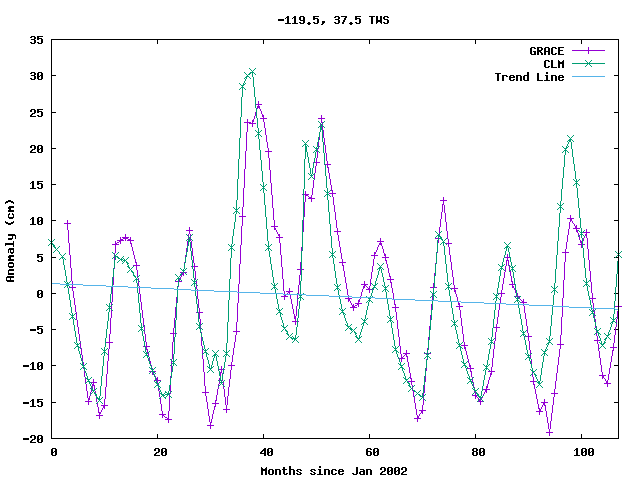 -119.5, 37.5 TWS
GRACE
CLM
Trend Line
Anomaly (cm)
35
30
25
20
15
10
5
0
-5
-10
-15
-20
0 20 40 60 80 100
Months since Jan 2002